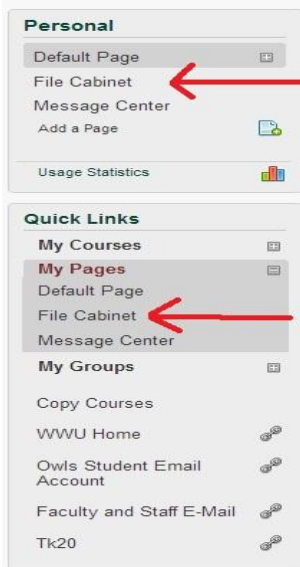 Personal
Default Page
File Cabinet
Message Center
Add a Page
Usage Statistics
Quick Links
My Courses
My Pages
Default Page
File Cabinet
Message Center
My Groups
Copy Courses
WWU Home
Owls Student Email
Account
Faculty and Staff E-Mail
Tk20